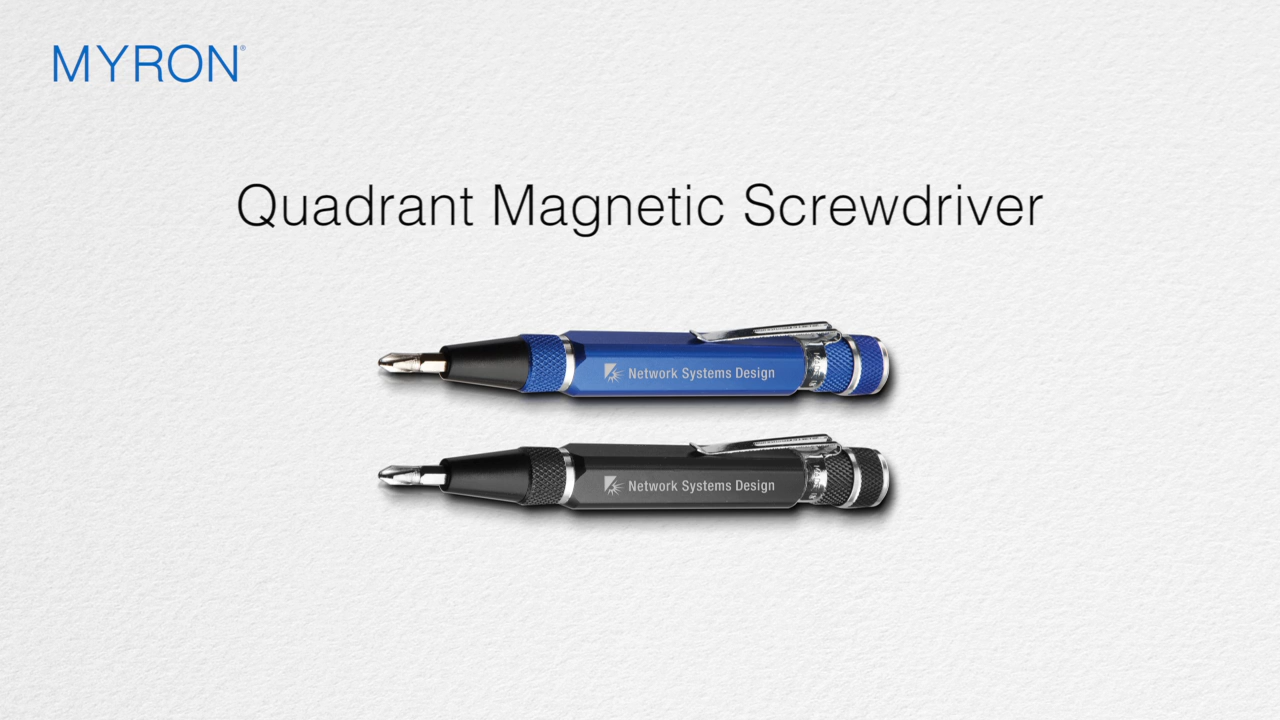 MYRON®
Quadrant Magnetic Screwdriver
Network Systems Design
Network Systems Design